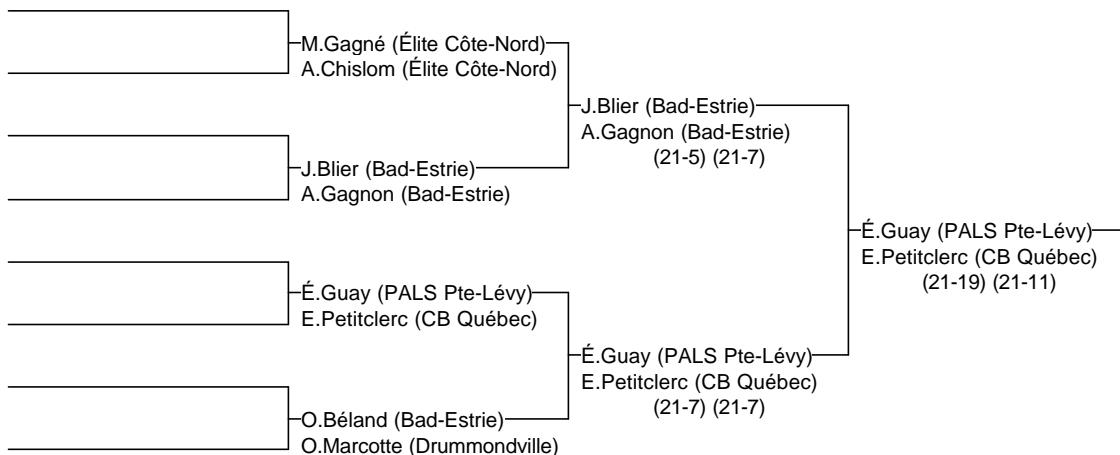 M.Gagné (Élite Côte-Nord)
A.Chislom (Élite Côte-Nord)
J.Blier (Bad-Estrie)
A.Gagnon (Bad-Estrie)
(21-5) (21-7)
J.Blier (Bad-Estrie)
A.Gagnon (Bad-Estrie)
É.Guay (PALS Pte-Lévy)
E.Petitclerc (CB Québec)
(21-19) (21-11)
É.Guay (PALS Pte-Lévy)
E.Petitclerc (CB Québec)
É.Guay (PALS Pte-Lévy)
E.Petitclerc (CB Québec)
(21-7) (21-7)
O.Béland (Bad-Estrie)
O.Marcotte (Drummondville)